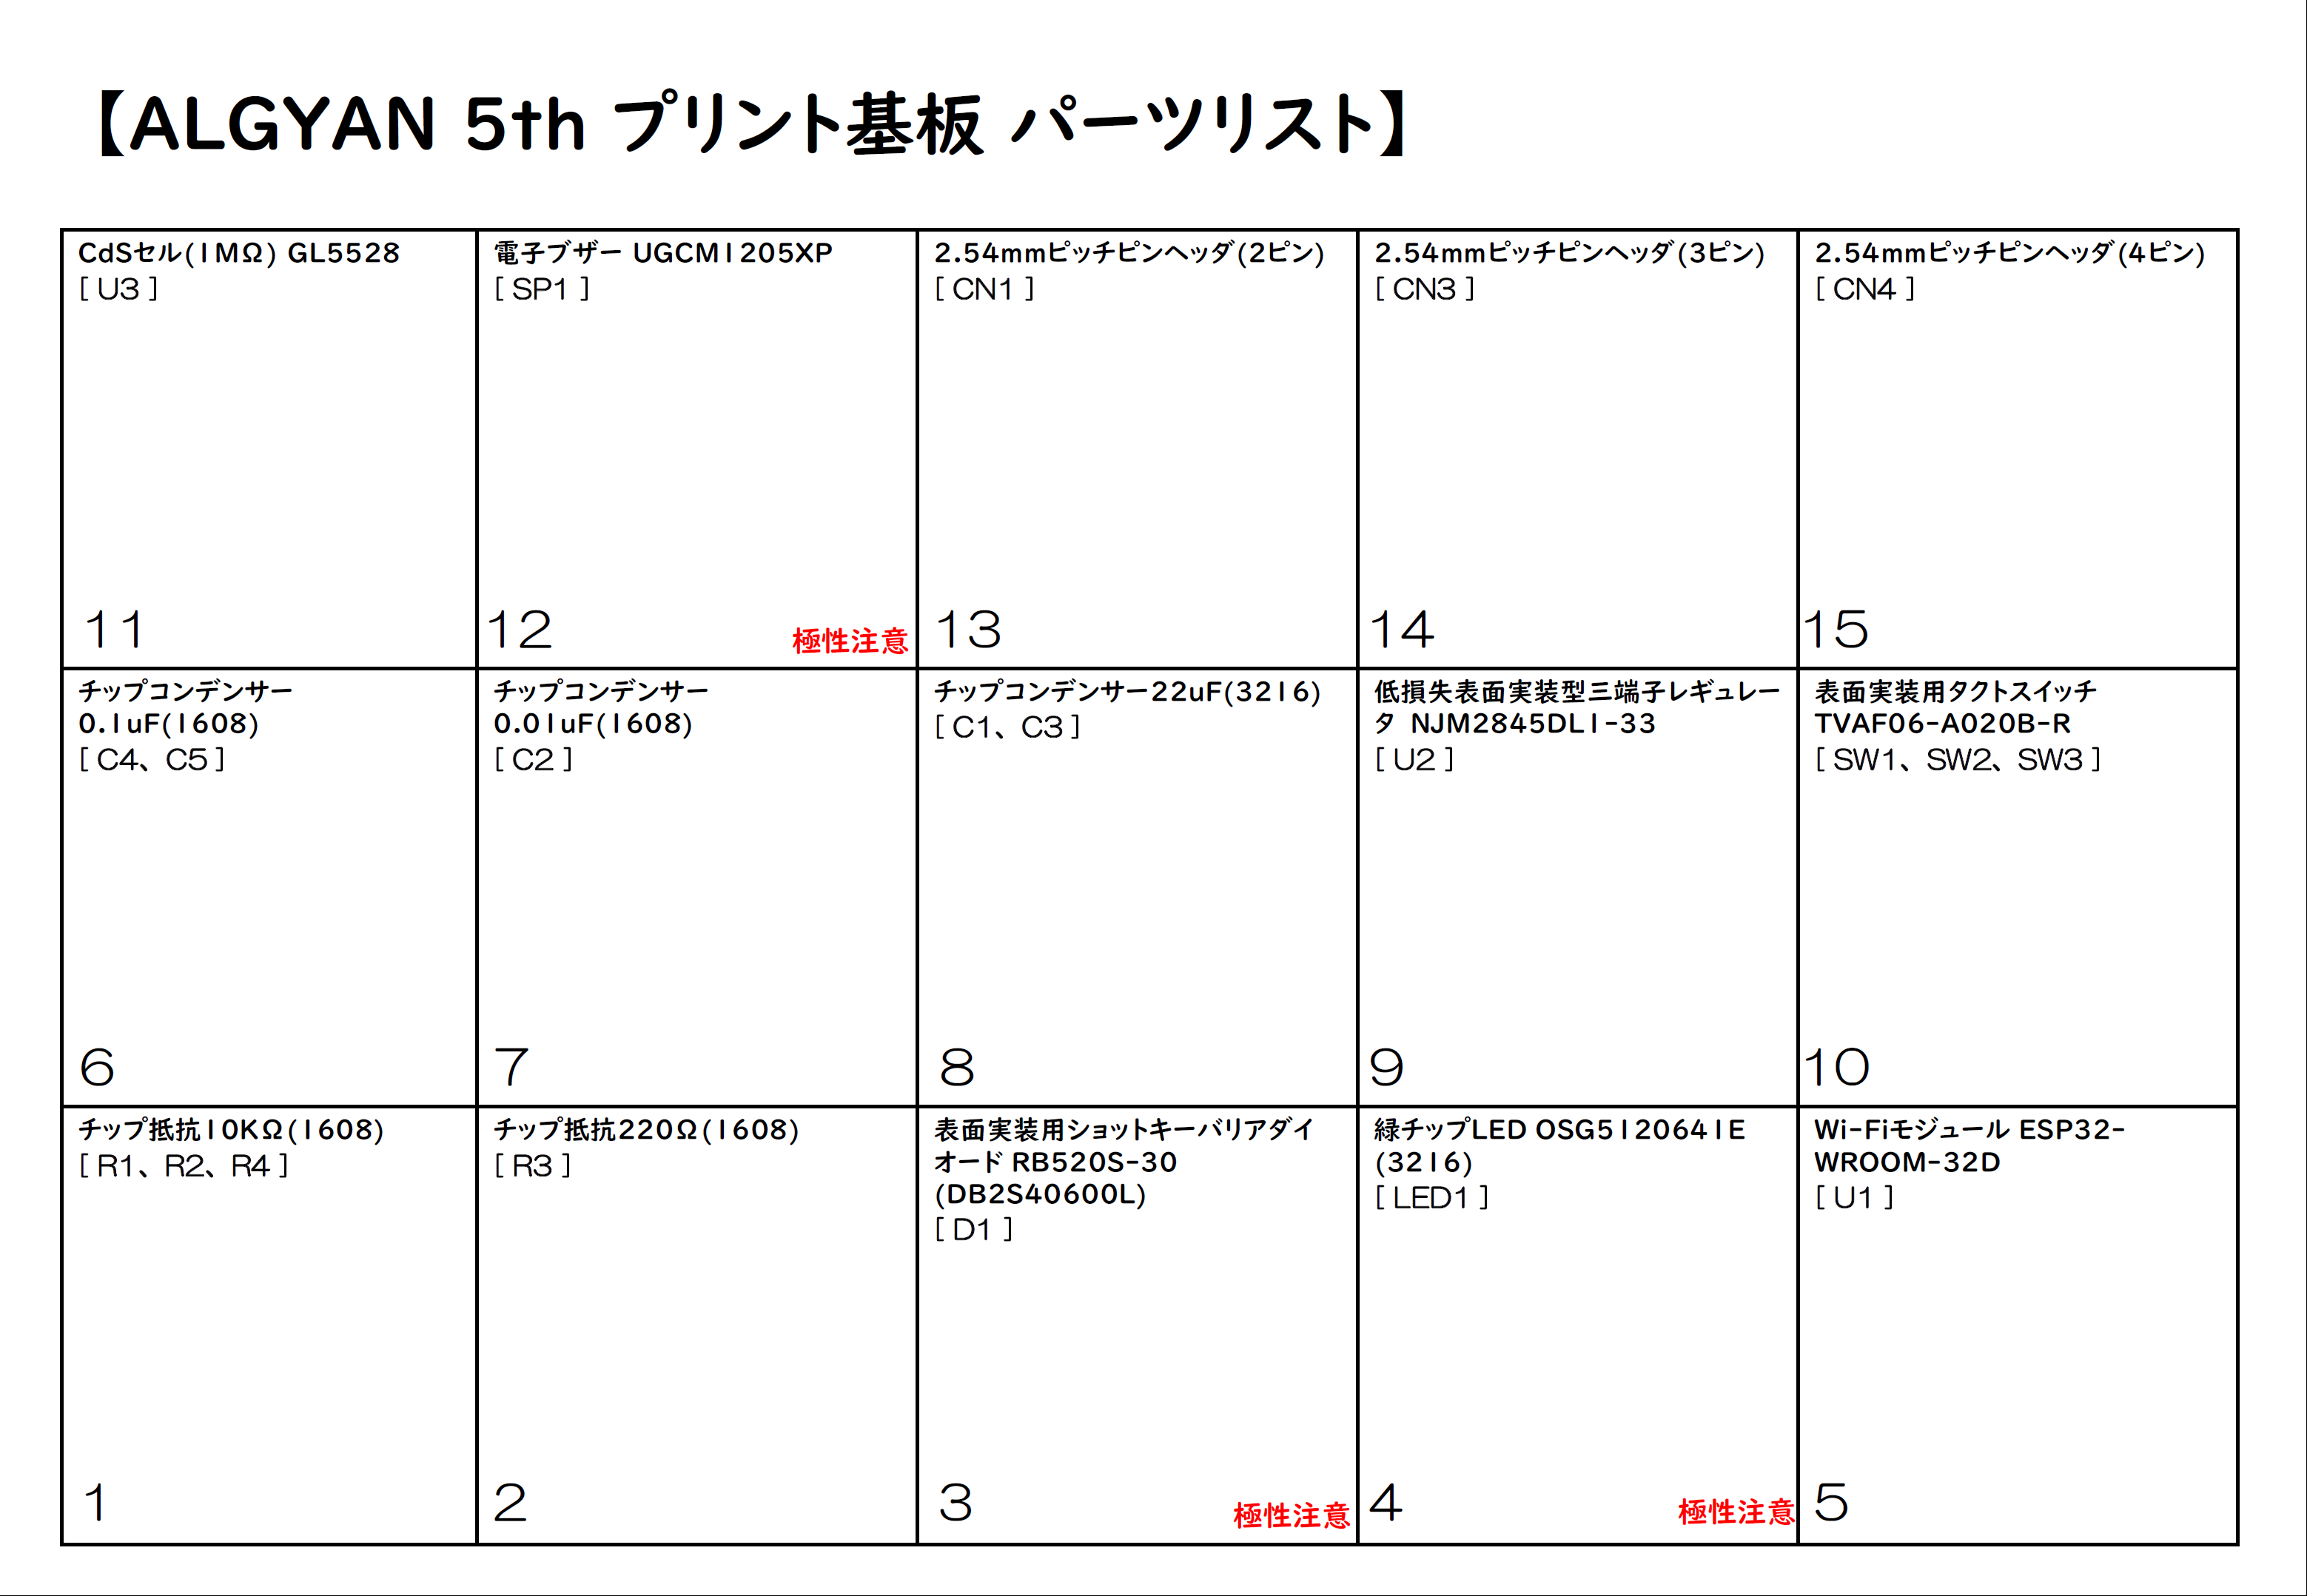 【ALGYAN 5th プリント基板 パーツリスト】
CdSセル(1MΩ) GL5528
[ U3 ]
11
電子ブザー UGCM1205XP
[ SP1 ]
12
極性注意
2.54mmピッチピンヘッダ(2ピン)
[ CN1 ]
13
2.54mmピッチピンヘッダ(3ピン)
[ CN3 ]
14
2.54mmピッチピンヘッダ(4ピン)
[ CN4 ]
15
チップコンデンサー
0.1uF(1608)
[ C4、C5 ]
6
チップコンデンサー
0.01uF(1608)
[ C2 ]
7
チップコンデンサー22uF(3216)
[ C1、C3 ]
8
低損失表面実装型三端子レギュレー
タ NJM2845DL1-33
[ U2 ]
9
表面実装用タクトスイッチ
TVAF06-A020B-R
[ SW1、SW2、SW3 ]
10
チップ抵抗10KΩ(1608)
[ R1、R2、R4 ]
1
チップ抵抗220Ω(1608)
[ R3 ]
2
表面実装用ショットキーバリアダイ
オード RB520S-30
(DB2S40600L)
[ D1 ]
3
極性注意
緑チップLED OSG5120641E
(3216)
[ LED1 ]
4
極性注意
Wi-Fiモジュール ESP32-
WROOM-32D
[ U1 ]
5